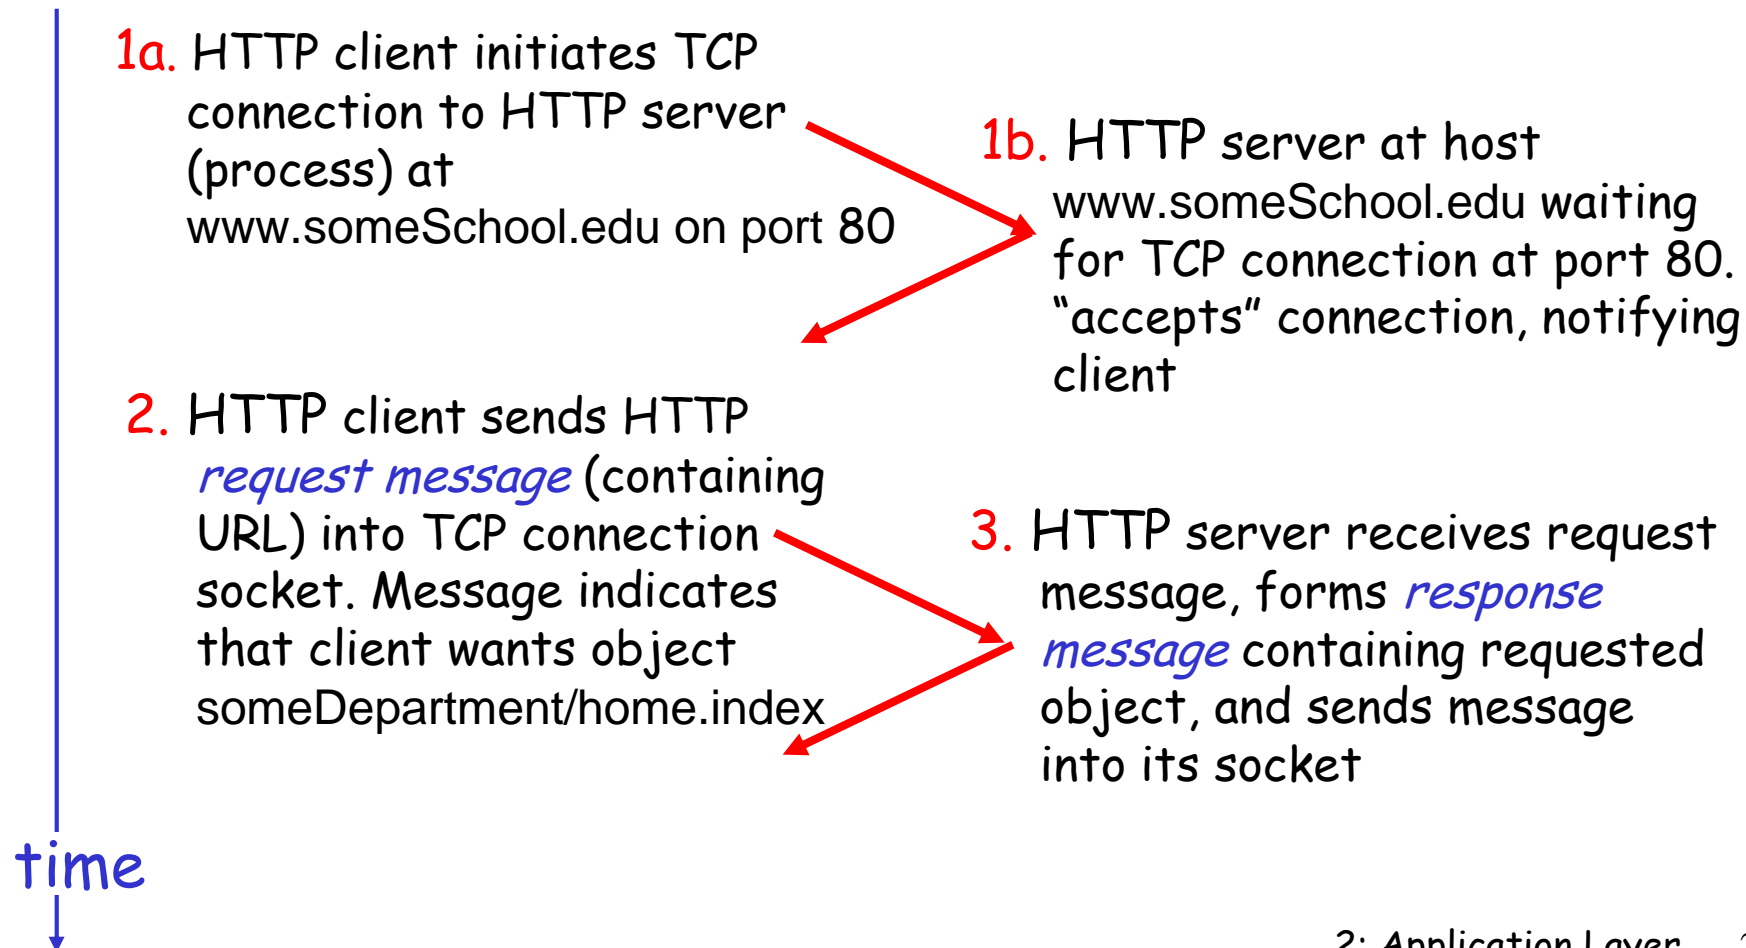 1a. HTTP client initiates TCP
connection to HTTP server
(process) at
www.someSchool.edu on port 80
1b. HTTP server at host
www.someSchool.edu waiting
for TCP connection at port 80.
“accepts” connection, notifying
client
2. HTTP client sends HTTP
request message (containing
URL) into TCP connection
socket. Message indicates
that client wants object
someDepartment/home.index
3. HTTP server receives request
message, forms response
message containing requested
object, and sends message
into its socket
time
2: Application Layer